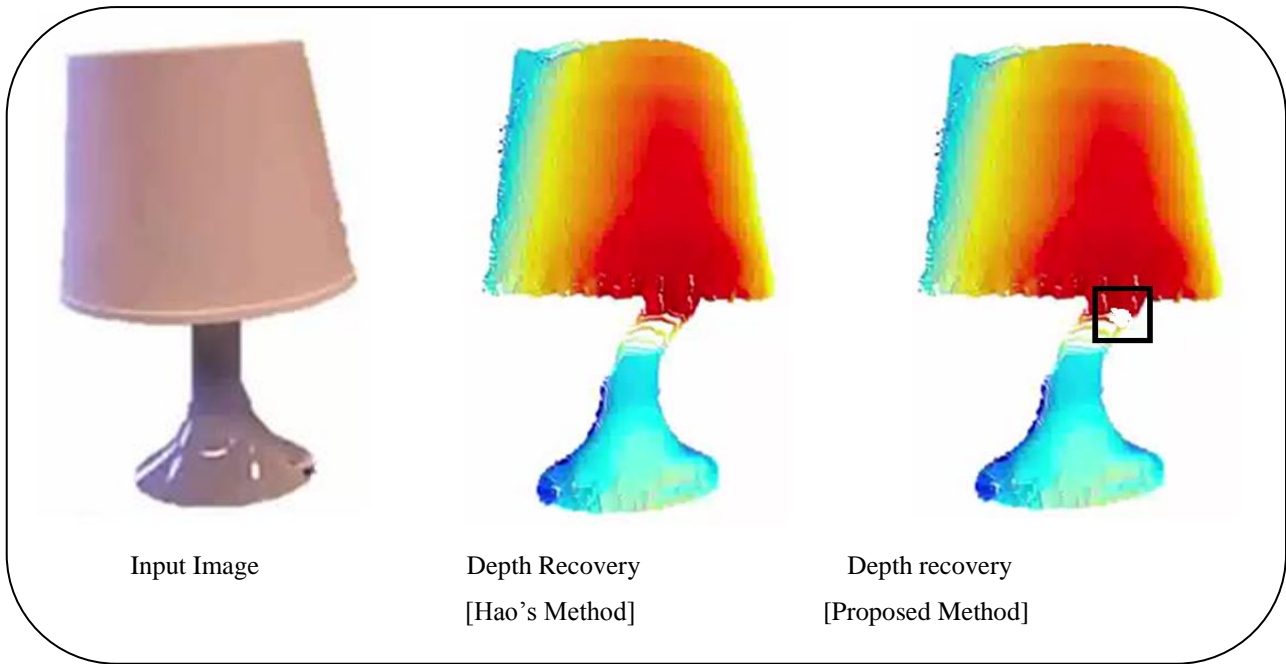 Input Image
Depth Recovery
[Hao's Method]
Depth recovery
[Proposed Method]